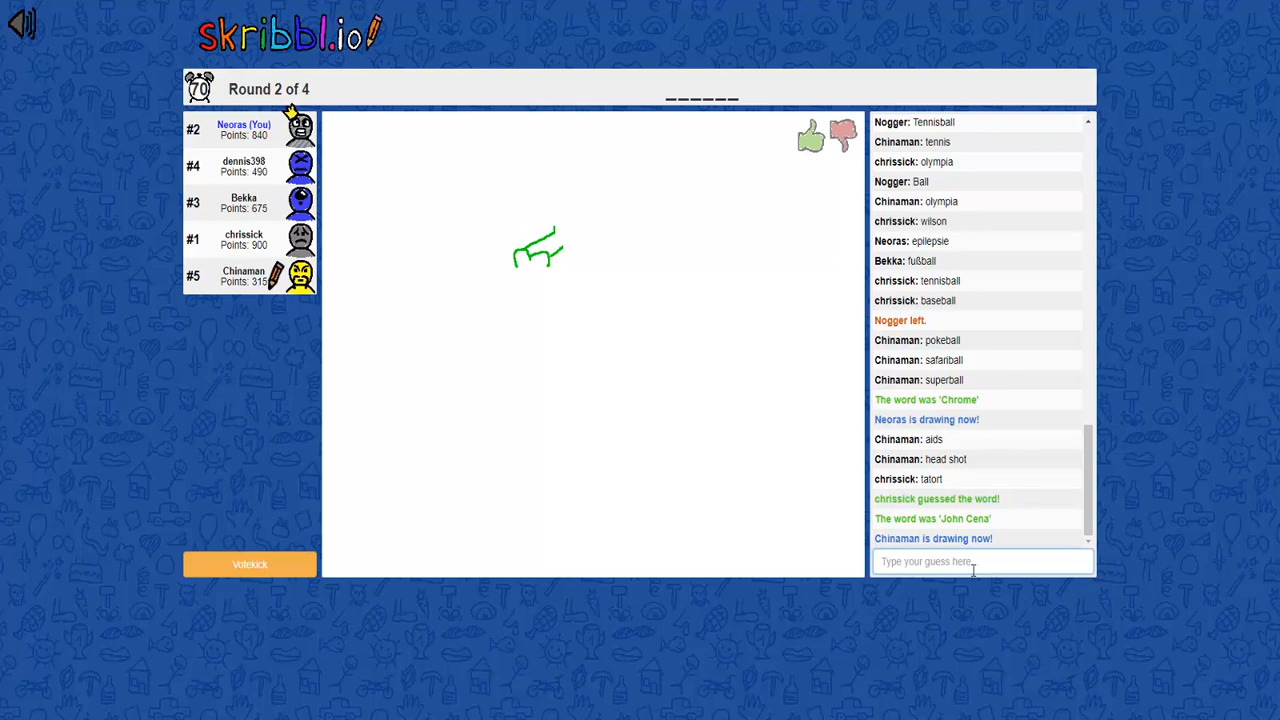 skribbl.io
70
Round 2 of 4
______
#2
Neoras (You)
Points: 840
#4
dennis398
Points: 490
#3
Bekka
Points: 675
#1
chrissick
Points: 900
#5
Chinaman
Points: 315
Votekick
Nogger: Tennisball
Chinaman: tennis
chrissick: olympia
Nogger: Ball
Chinaman: olympia
chrissick: wilson
Neoras: epilepsie
Bekka: fußball
chrissick: tennisball
chrissick: baseball
Nogger left.
Chinaman: pokeball
Chinaman: safariball
Chinaman: superball
The word was 'Chrome'
Neoras is drawing now!
Chinaman: aids
Chinaman: head shot
chrissick: tatort
chrissick guessed the word!
The word was 'John Cena'
Chinaman is drawing now!
Type your guess here...